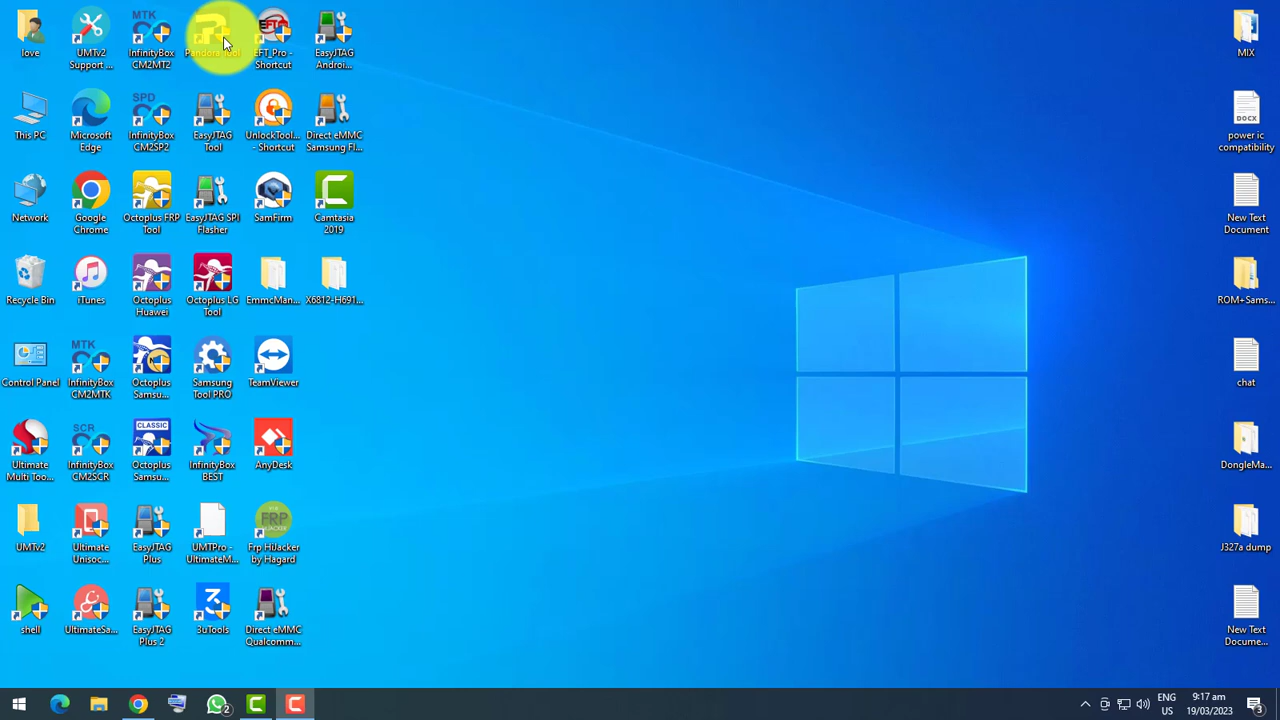 love
UMTv2
Support ...
MTK
InfinityBox
CM2MT2
Pandora Tool
EFT_Pro -
Shortcut
EasyJTAG
Androi...
This PC
Microsoft
Edge
SPD
InfinityBox
CM2SP2
EasyJTAG
Tool
UnlockTool...
- Shortcut
Direct eMMC
Samsung Fl...
Network
Google
Chrome
Octoplus FRP
Tool
EasyJTAG SPI
Flasher
SamFirm
Camtasia
2019
Recycle Bin
iTunes
Octoplus
Huawei
Octoplus LG
Tool
EmmcMan...
X6812-H691...
Control Panel
MTK
InfinityBox
CM2MTK
Octoplus
Samsu...
Samsung
Tool PRO
TeamViewer
Ultimate
Multi Too...
SCR
InfinityBox
CM2SCR
CLASSIC
Octoplus
Samsu...
InfinityBox
BEST
AnyDesk
UMTv2
Ultimate
Unisoc...
EasyJTAG
Plus
UMTPro -
UltimateM...
FRP
Frp HiJacker
by Hagard
shell
UltimateSa...
EasyJTAG
Plus 2
3uTools
Direct eMMC
Qualcomm...
MIX
DOCX
power ic
compatibility
New Text
Document
ROM+Sams...
chat
DongleMa...
J327a dump
New Text
Docume...
2
ENG
US
9:17 am
19/03/2023
3